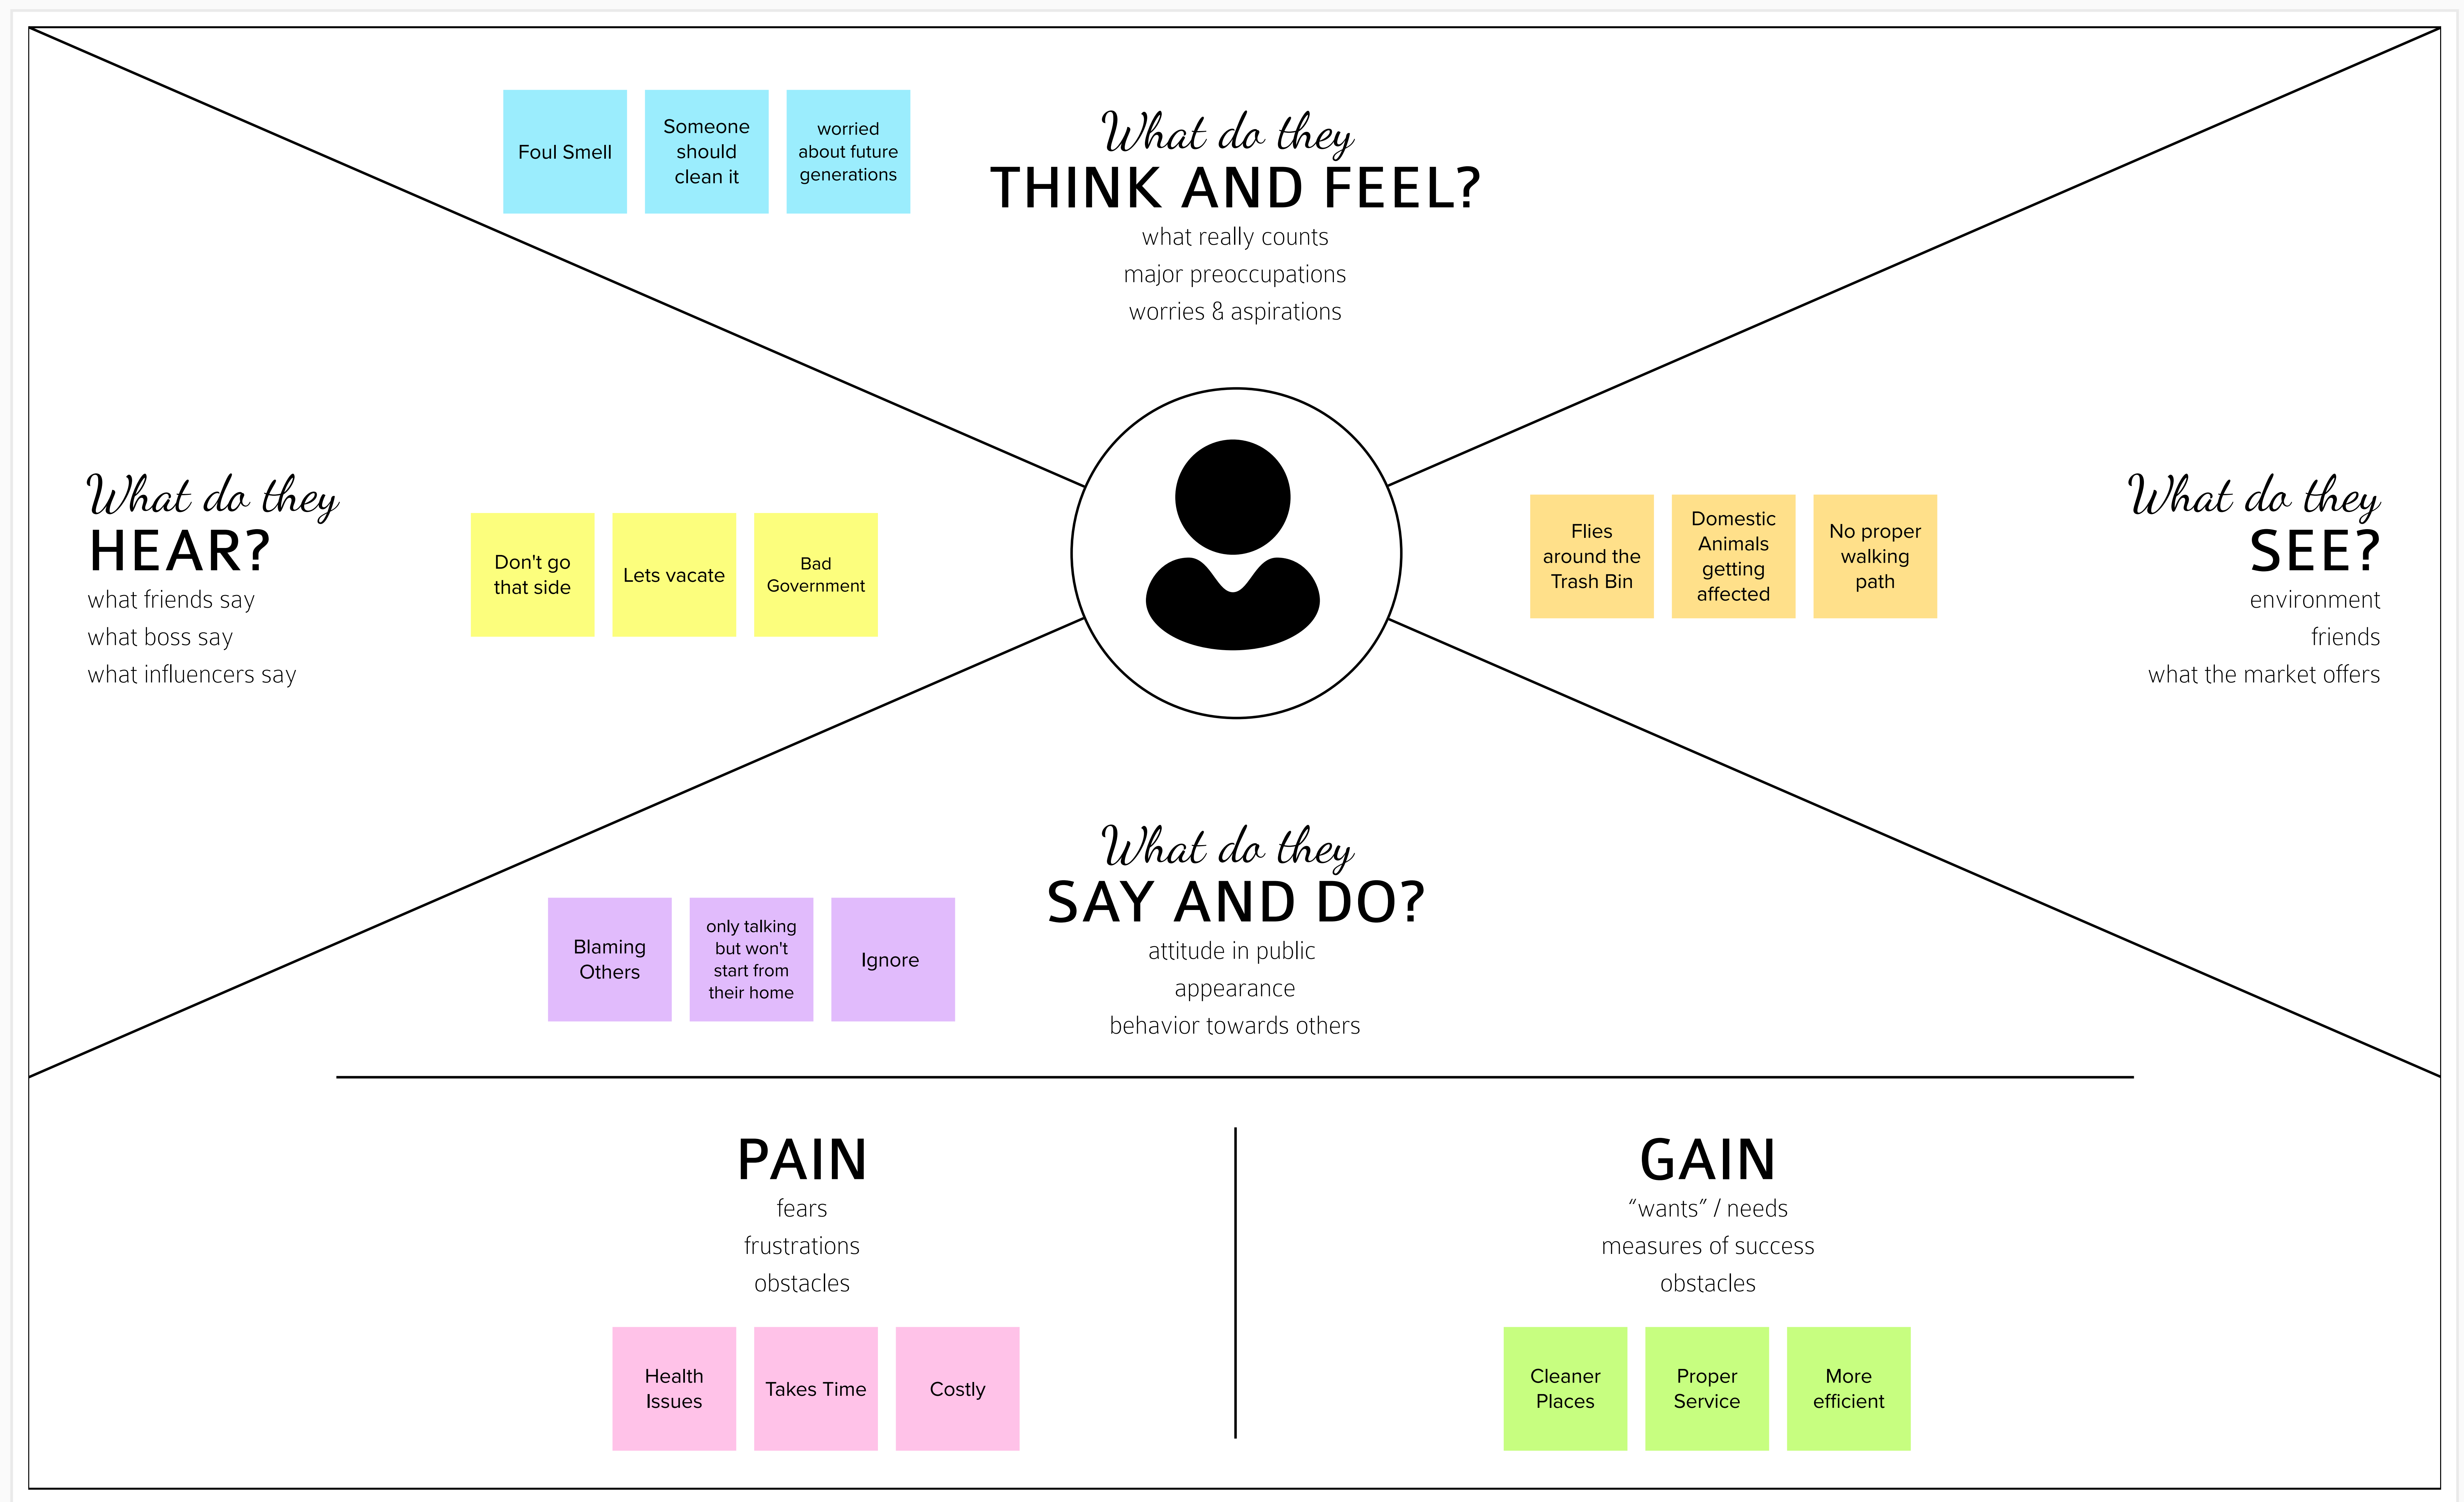 Foul Smell
Someone
should
clean it
worried
about future
generations
What do they
THINK AND FEEL?
what really counts
major preoccupations
worries & aspirations
What do they
HEAR?
what friends say
what boss say
what influencers say
Don't go
that side
Lets vacate
Bad
Government
Flies
around the
Trash Bin
Domestic
Animals
getting
affected
No proper
walking
path
What do they
SEE?
environment
friends
what the market offers
Blaming
Others
only talking
but won't
start from
their home
Ignore
What do they
SAY AND DO?
attitude in public
appearance
behavior towards others
PAIN
fears
frustrations
obstacles
Health
Issues
Takes Time
Costly
GAIN
“wants” / needs
measures of success
obstacles
Cleaner
Places
Proper
Service
More
efficient